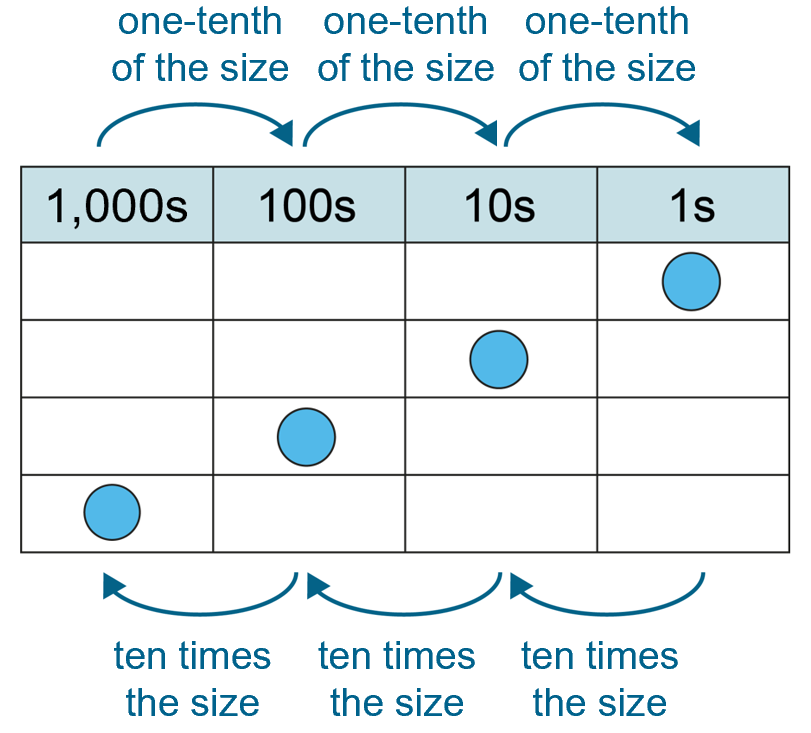 one-tenth one-tenth one-tenth
of the size of the size of the size
1,000s 100s 10s 1s
ten times ten times ten times
the size the size the size